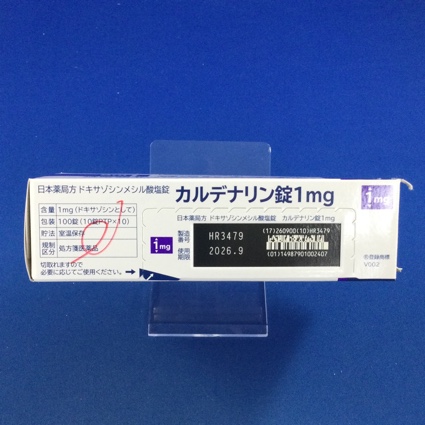 日本薬局方 ドキサゾシンメシル酸塩錠
カルデナリン錠1mg
含量 1mg(ドキサゾシンとして)
包装 100錠(10錠PTP×10)
貯法 室温保存
規制区分 処方箋医薬品
切取れますので
必要に応じてご使用ください。
1mg
日本薬局方 ドキサゾシンメシル酸塩錠 カルデナリン錠1mg
製造番号 HR3479
使用期限 2026.9
(17)260900(10)HR3479
(01)14987901002407
1mg
V002